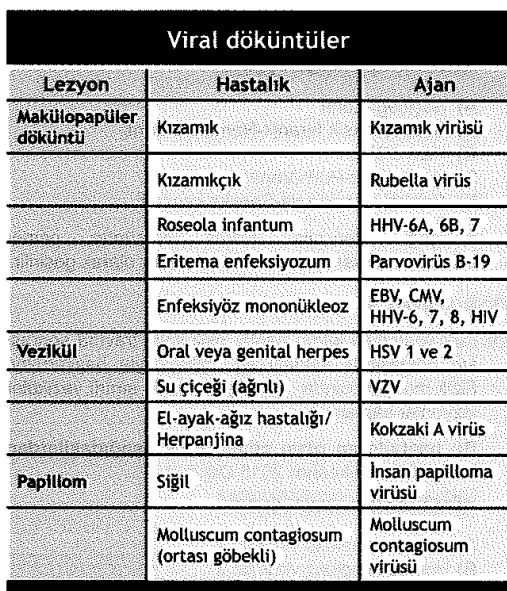 Viral döküntüler
Lezyon Hastalık Ajan
Makülopapüler döküntü Kızamık Kızamık virüsü
Kızamıkçık Rubella virüs
Roseola infantum HHV-6A, 6B, 7
Eritema enfeksiyozum Parvovirüs B-19
Enfeksiyöz mononükleoz EBV, CMV, HHV-6, 7, 8, HIV
Vezikül Oral veya genital herpes HSV 1 ve 2
Su çiçeği (ağrılı) VZV
El-ayak-ağız hastalığı/ Herpanjina Kokzaki A virüs
Papillom Siğil İnsan papilloma virüsü
Molluscum contagiosum (ortası göbekli) Molluscum contagiosum virüsü